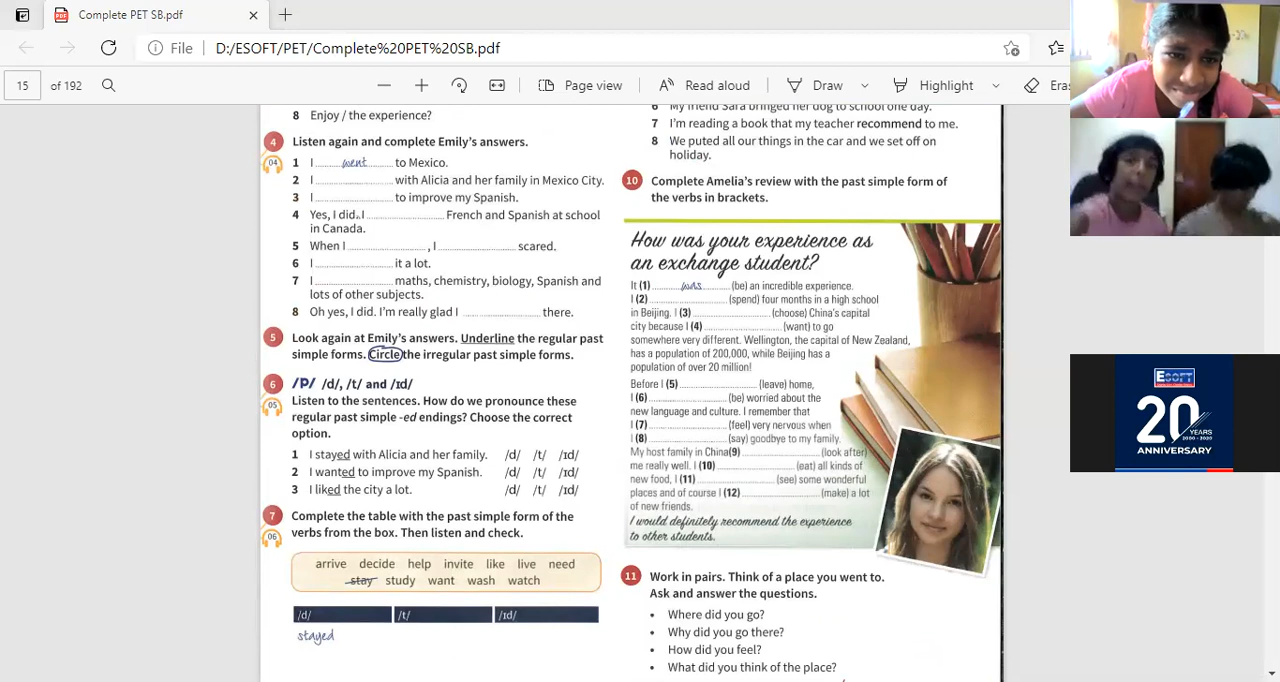 Complete PET SB.pdf
File D:/ESOFT/PET/Complete%20PET%20SB.pdf
15 of 192 Page view Read aloud Draw Highlight Eras
8 Enjoy / the experience?
4 Listen again and complete Emily's answers.
04
1 I went to Mexico.
2 I ........ with Alicia and her family in Mexico City.
3 I ........ to improve my Spanish.
4 Yes, I did. I ........ French and Spanish at school
in Canada.
5 When I ........ , I ........ scared.
6 I ........ it a lot.
7 I ........ maths, chemistry, biology, Spanish and
lots of other subjects.
8 Oh yes, I did. I'm really glad I ........ there.
5 Look again at Emily's answers. Underline the regular past
simple forms. Circle the irregular past simple forms.
6 /P/ /d/, /t/ and /ɪd/
05
Listen to the sentences. How do we pronounce these
regular past simple -ed endings? Choose the correct
option.
1 I stayed with Alicia and her family. /d/ /t/ /ɪd/
2 I wanted to improve my Spanish. /d/ /t/ /ɪd/
3 I liked the city a lot. /d/ /t/ /ɪd/
7 Complete the table with the past simple form of the
06
verbs from the box. Then listen and check.
arrive decide help invite like live need
stay study want wash watch
/d/ /t/ /ɪd/
stayed
6 My friend Sara bringed her dog to school one day.
7 I'm reading a book that my teacher recommend to me.
8 We puted all our things in the car and we set off on
holiday.
10 Complete Amelia's review with the past simple form of
the verbs in brackets.
How was your experience as
an exchange student?
It (1) was (be) an incredible experience.
I (2) ........ (spend) four months in a high school
in Beijing. I (3) ........ (choose) China's capital
city because I (4) ........ (want) to go
somewhere very different. Wellington, the capital of New Zealand,
has a population of 200,000, while Beijing has a
population of over 20 million!
Before I (5) ........ (leave) home,
I (6) ........ (be) worried about the
new language and culture. I remember that
I (7) ........ (feel) very nervous when
I (8) ........ (say) goodbye to my family.
My host family in China(9) ........ (look after)
me really well. I (10) ........ (eat) all kinds of
new food, I (11) ........ (see) some wonderful
places and of course I (12) ........ (make) a lot
of new friends.
I would definitely recommend the experience
to other students.
11 Work in pairs. Think of a place you went to.
Ask and answer the questions.
• Where did you go?
• Why did you go there?
• How did you feel?
• What did you think of the place?
ESOFT
20 YEARS
2000 - 2020
ANNIVERSARY